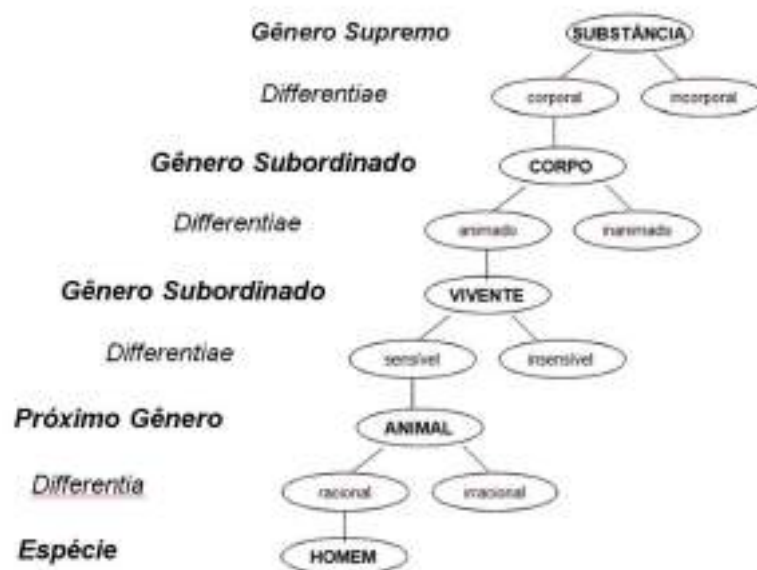 Gênero Supremo SUBSTÂNCIA
Differentiae corporal incorporal
Gênero Subordinado CORPO
Differentiae animado inanimado
Gênero Subordinado VIVENTE
Differentiae sensível insensível
Próximo Gênero ANIMAL
Differentia racional irracional
Espécie HOMEM